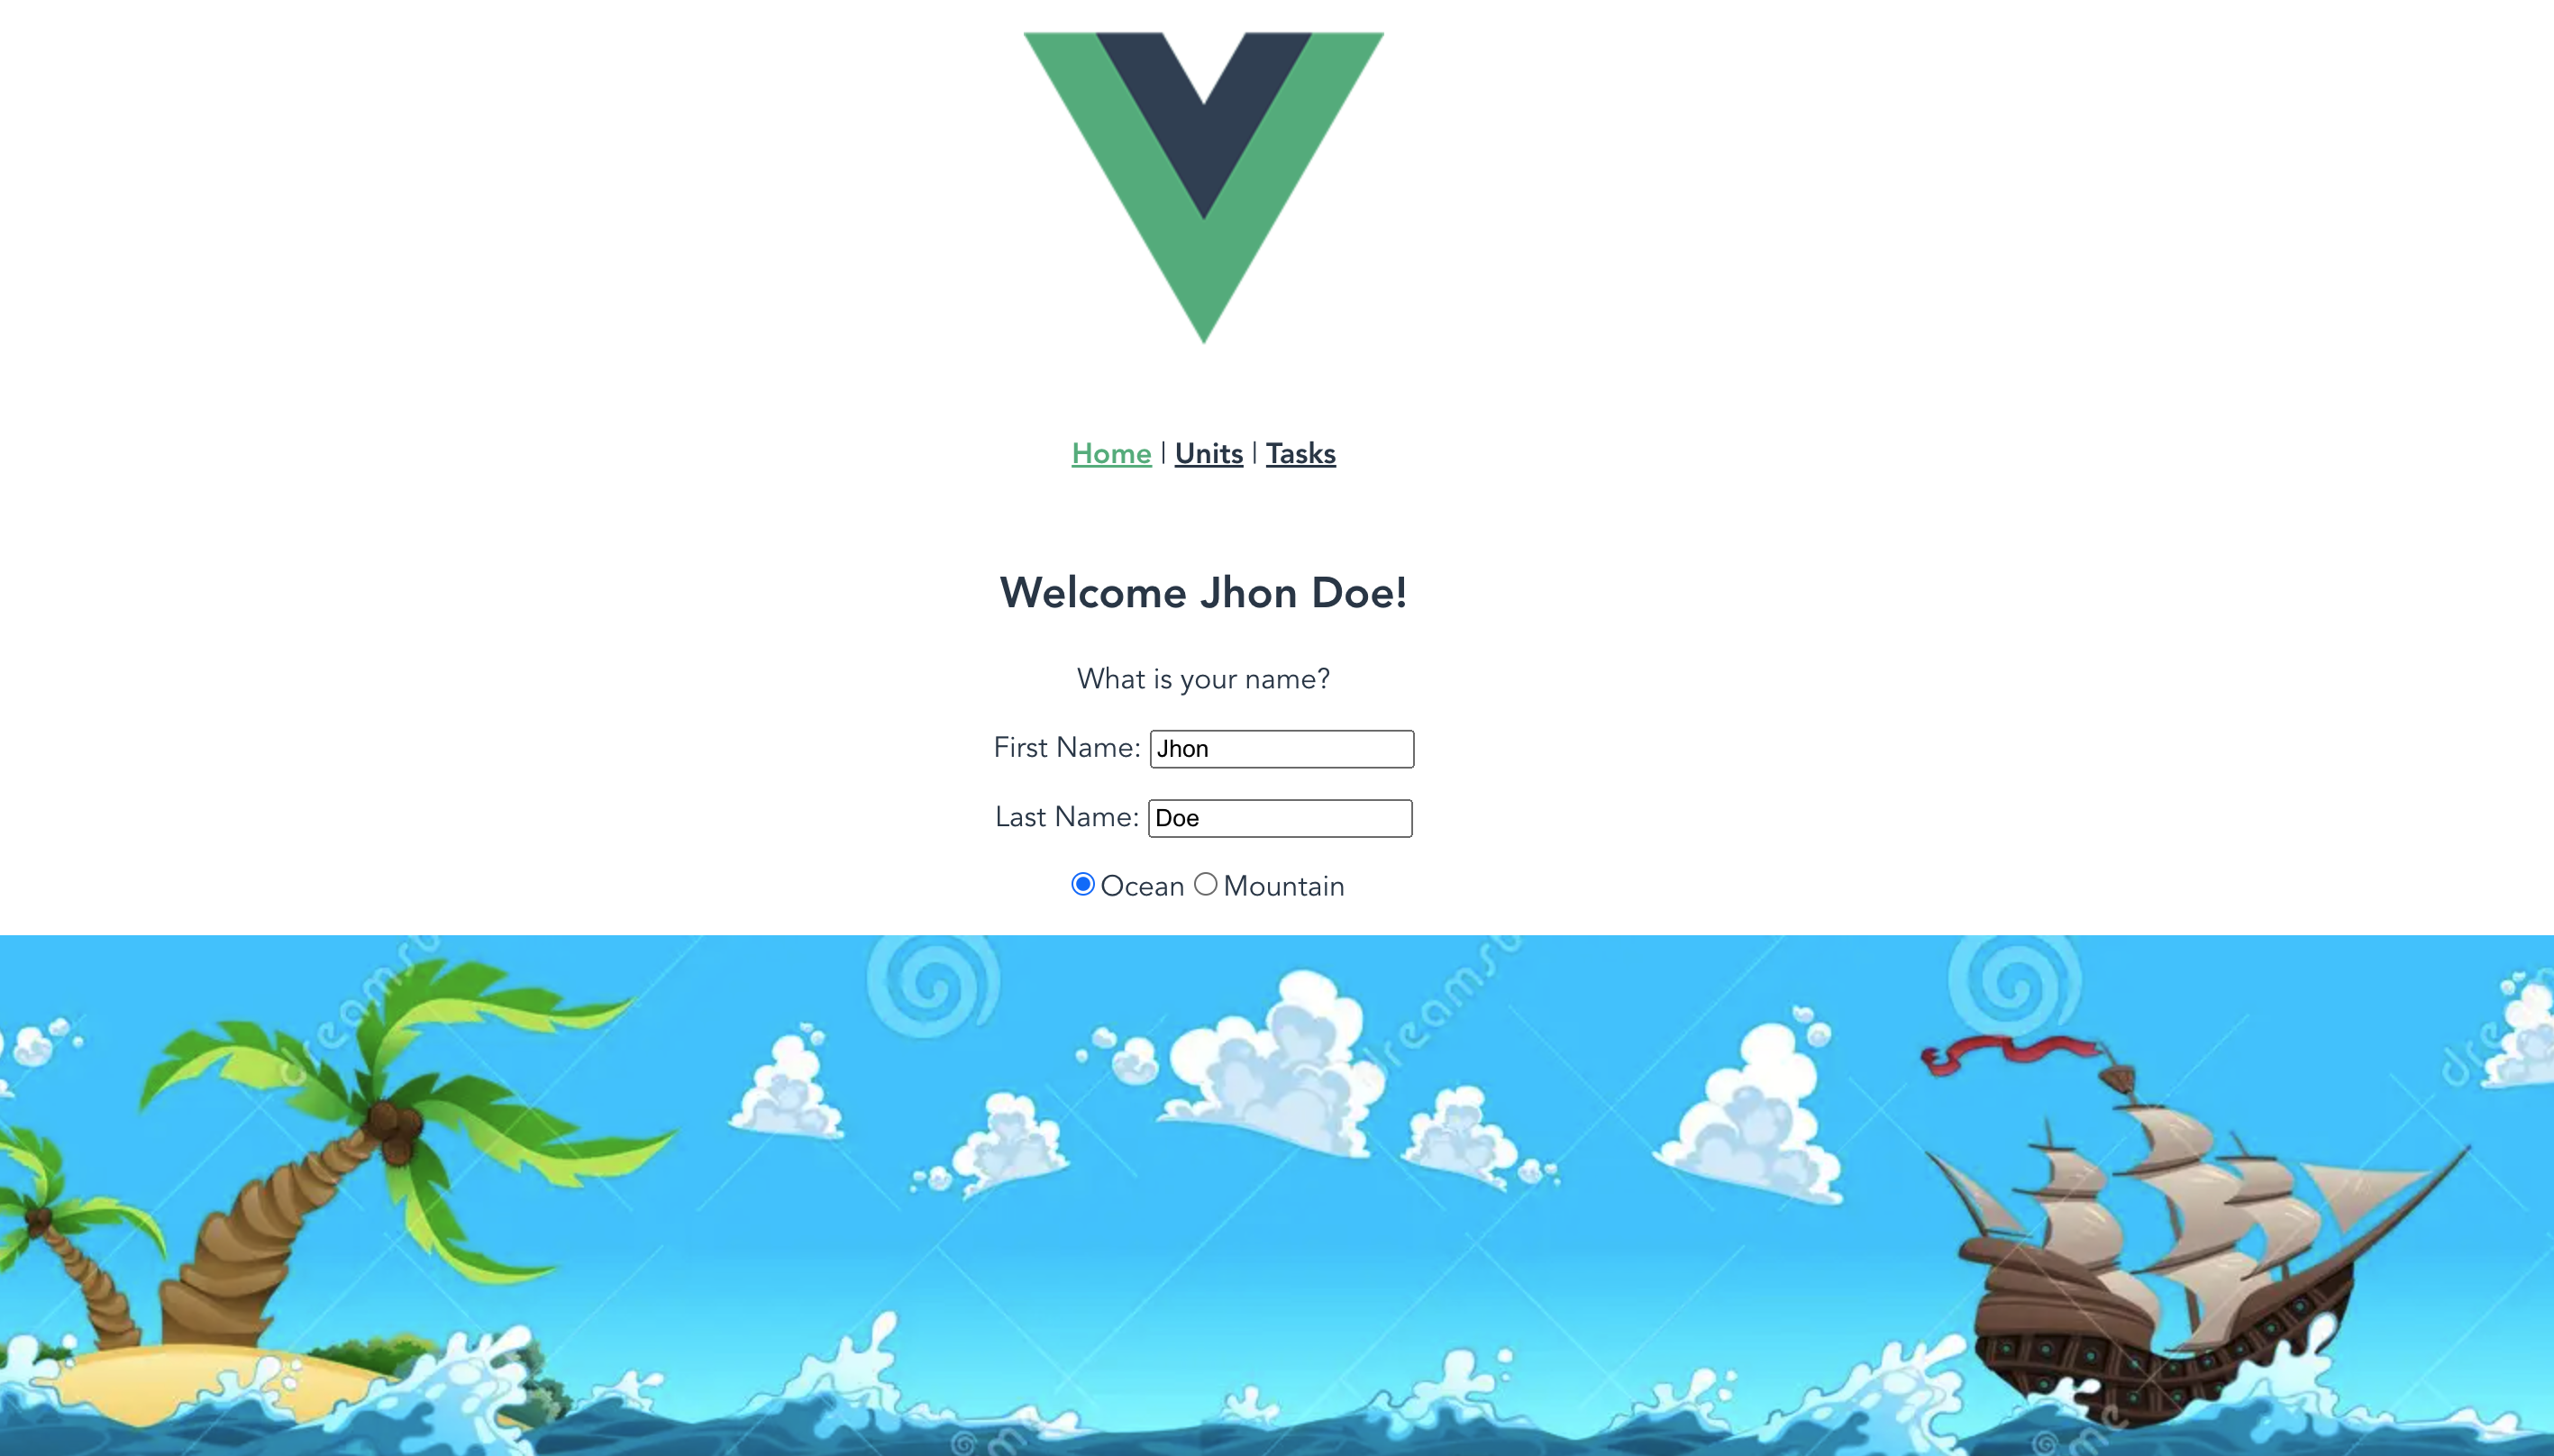 Home | Units | Tasks
Welcome Jhon Doe!
What is your name?
First Name: Jhon
Last Name: Doe
Ocean Mountain